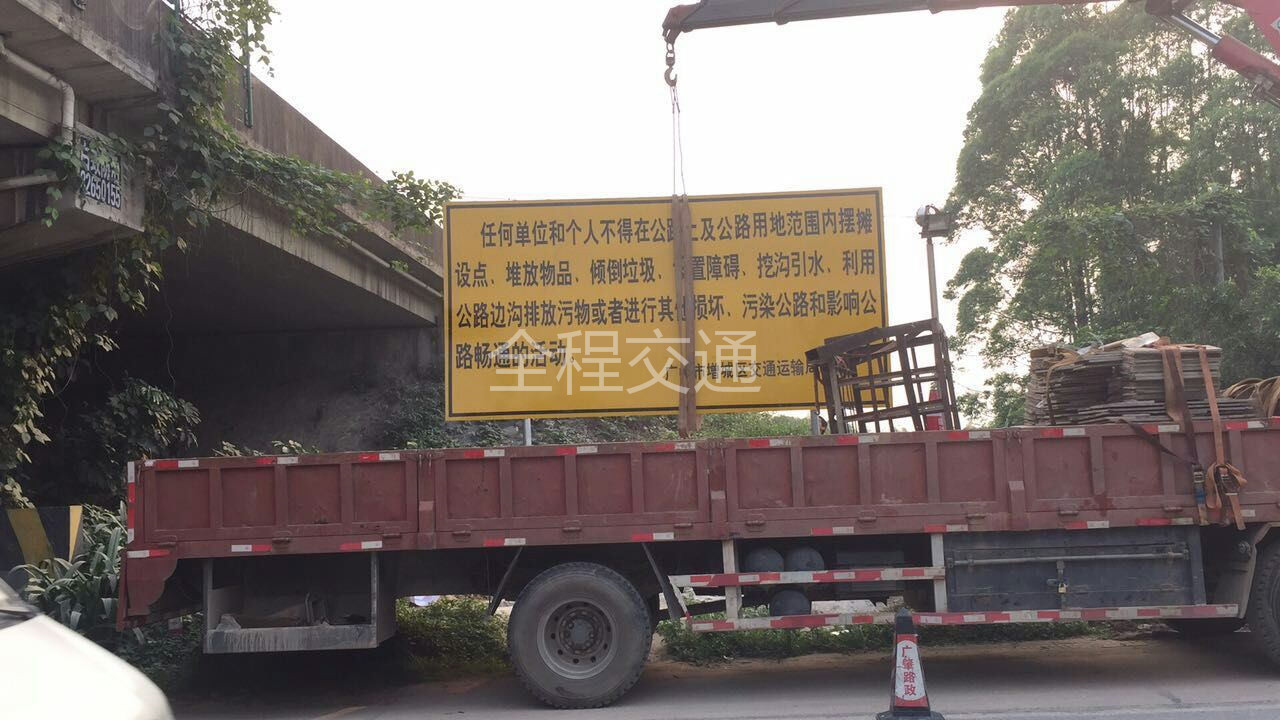 任何单位和个人不得在公路上及公路用地范围内摆摊
设点、堆放物品、倾倒垃圾、置障碍、挖沟引水、利用
公路边沟排放污物或者进行其他损坏、污染公路和影响公
路畅通的活动。
广州市增城区交通运输局
全程交通
82650155
广肇路政